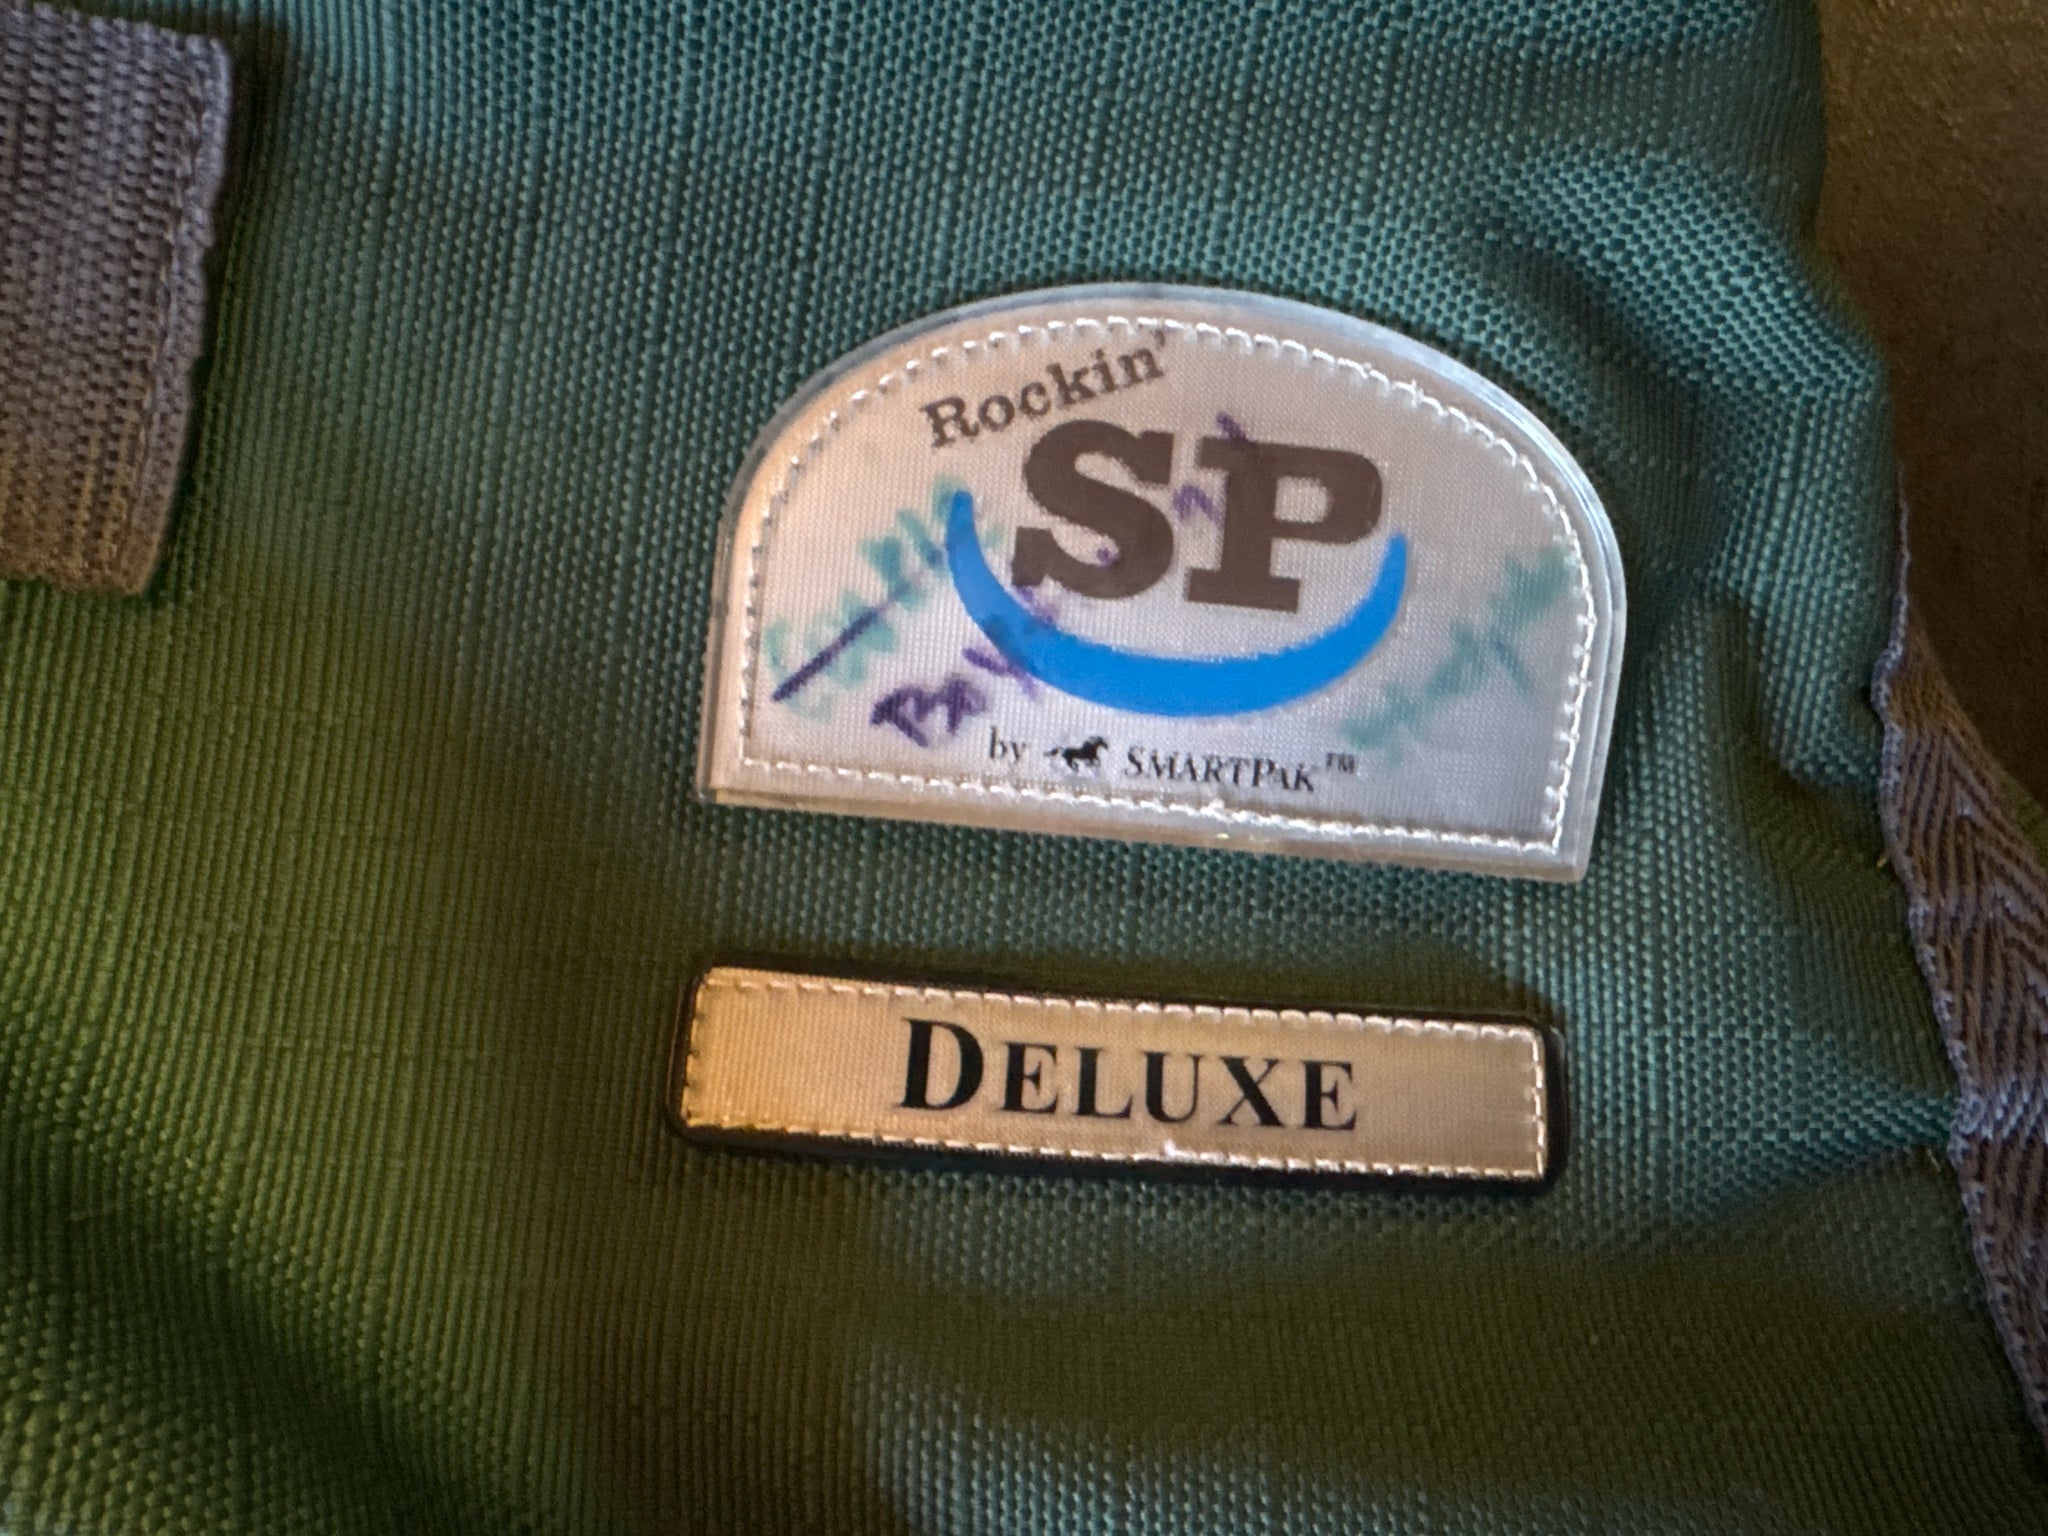 Rockin'
SP
by SMARTPAK™
DELUXE